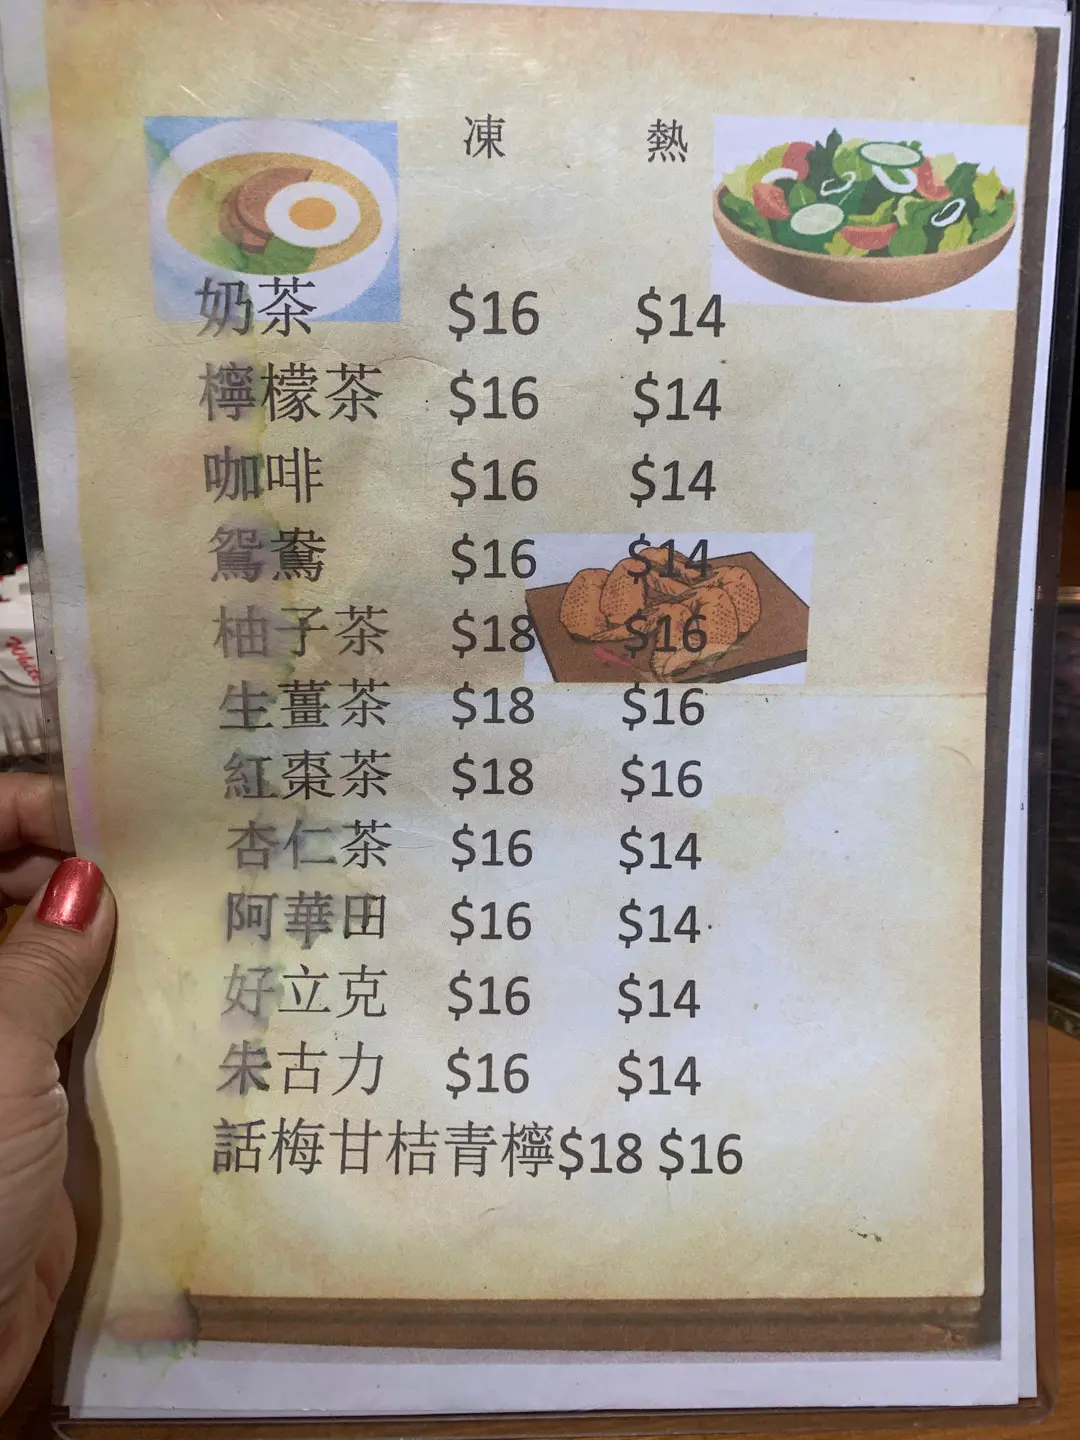 凍 熱
奶茶 $16 $14
檸檬茶 $16 $14
咖啡 $16 $14
鴛鴦 $16 $14
柚子茶 $18 $16
生薑茶 $18 $16
紅棗茶 $18 $16
杏仁茶 $16 $14
阿華田 $16 $14
好立克 $16 $14
朱古力 $16 $14
話梅甘桔青檸$18 $16